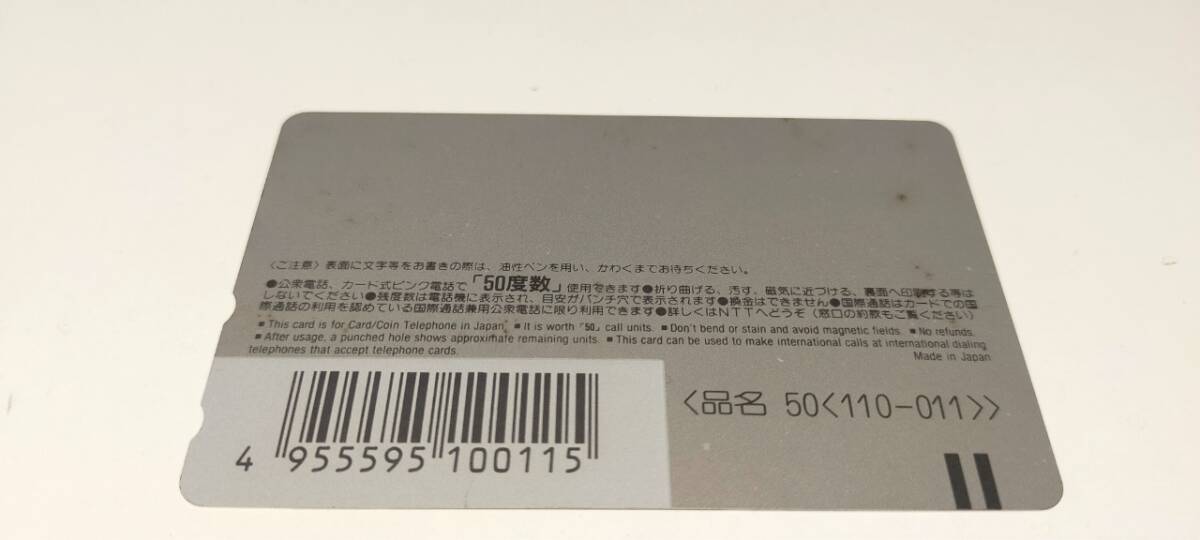 〈ご注意〉表面に文字等をお書きの際は、油性ペンを用い、かわくまでお待ちください。
●公衆電話、カード式ピンク電話で「50度数」使用できます●折り曲げる、汚す、磁気に近づける、裏面へ印刷する等は
しないでください●残度数は電話機に表示され、目安がパンチ穴で表示されます●換金はできません●国際通話はカードでの国
際通話の利用を認めている国際通話兼用公衆電話に限り利用できます●詳しくはNTTへどうぞ(窓口の約款もご覧ください)
■ This card is for Card/Coin Telephone in Japan ■ It is worth「50」call units. ■ Don't bend or stain and avoid magnetic fields. ■ No refunds.
■ After usage, a punched hole shows approximate remaining units. ■ This card can be used to make international calls at international dialing
telephones that accept telephone cards.
Made in Japan
〈品名 50〈110-011〉〉
4 955595 100115